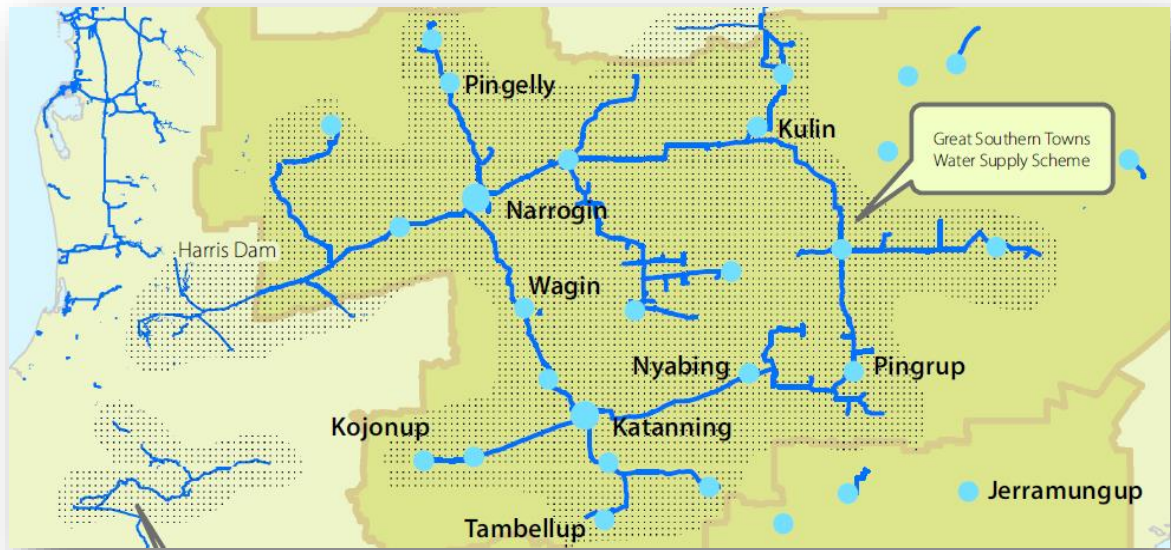 Pingelly
Kulin
Great Southern Towns
Water Supply Scheme
Narrogin
Harris Dam
Wagin
Nyabing
Pingrup
Kojonup
Katanning
Jerramungup
Tambellup